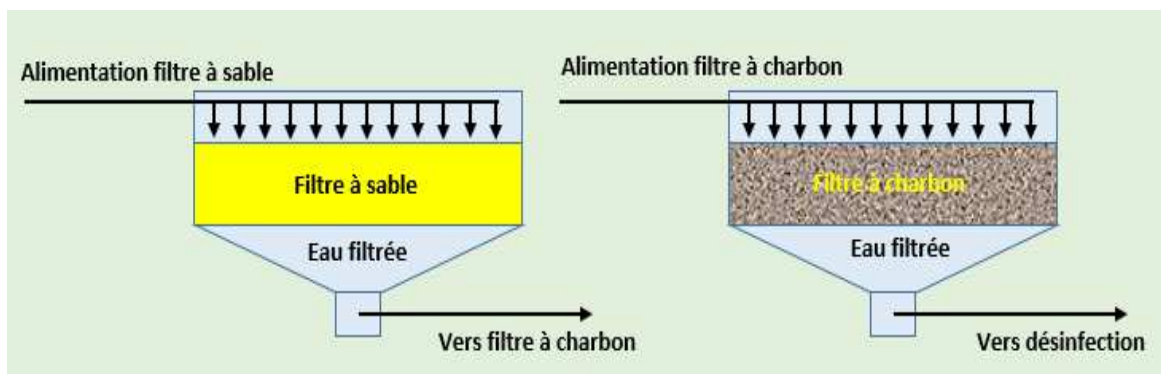 Alimentation filtre à sable
Filtre à sable
Eau filtrée
Vers filtre à charbon
Alimentation filtre à charbon
Filtre à charbon
Eau filtrée
Vers désinfection